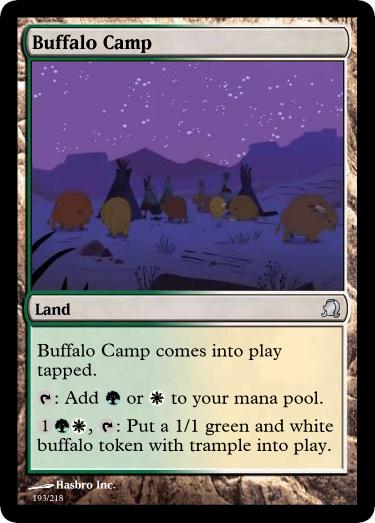 Buffalo Camp
Land
Buffalo Camp comes into play
tapped.
: Add or to your mana pool.
1 , : Put a 1/1 green and white
buffalo token with trample into play.
Hasbro Inc.
193/218